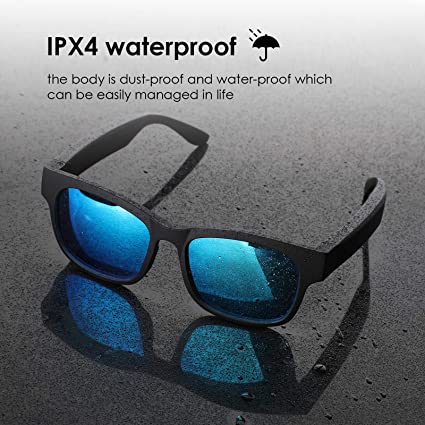 IPX4 waterproof
the body is dust-proof and water-proof which
can be easily managed in life